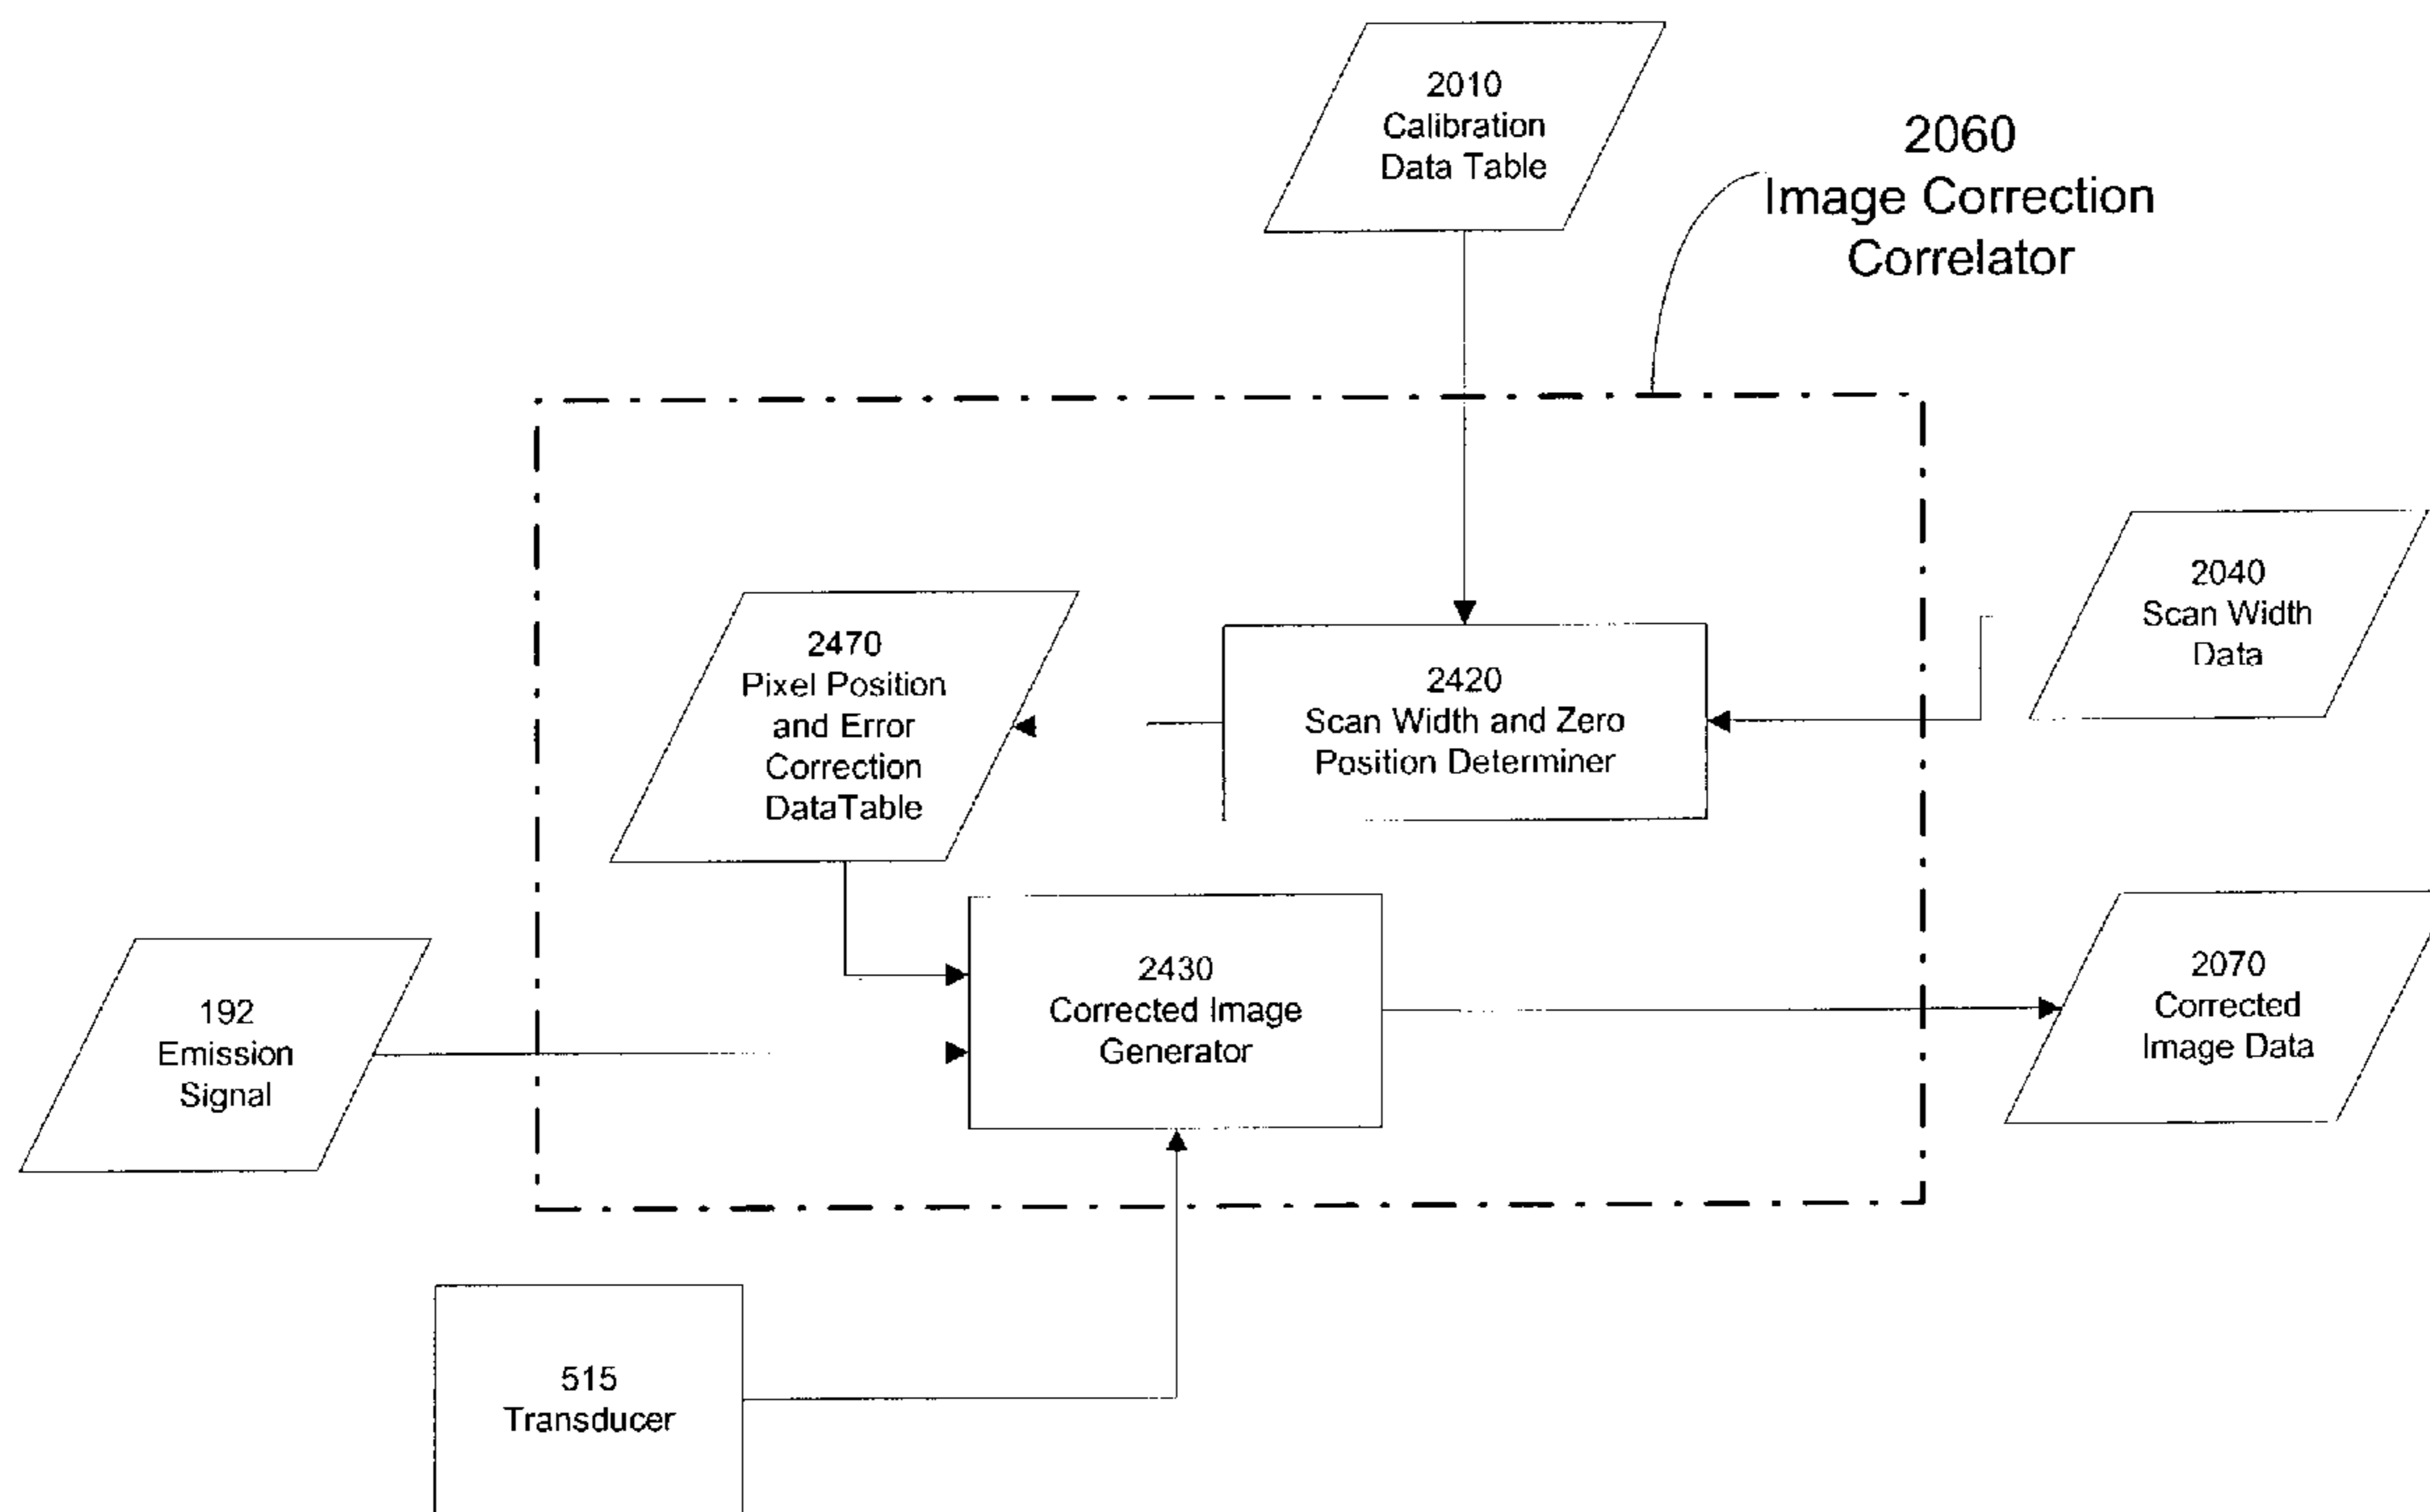 2010
Calibration
Data Table
2060
Image Correction
Correlator
2040
Scan Width
Data
2470
Pixel Position
and Error
Correction
DataTable
2420
Scan Width and Zero
Position Determiner
192
Emission
Signal
2430
Corrected Image
Generator
2070
Corrected
Image Data
515
Transducer